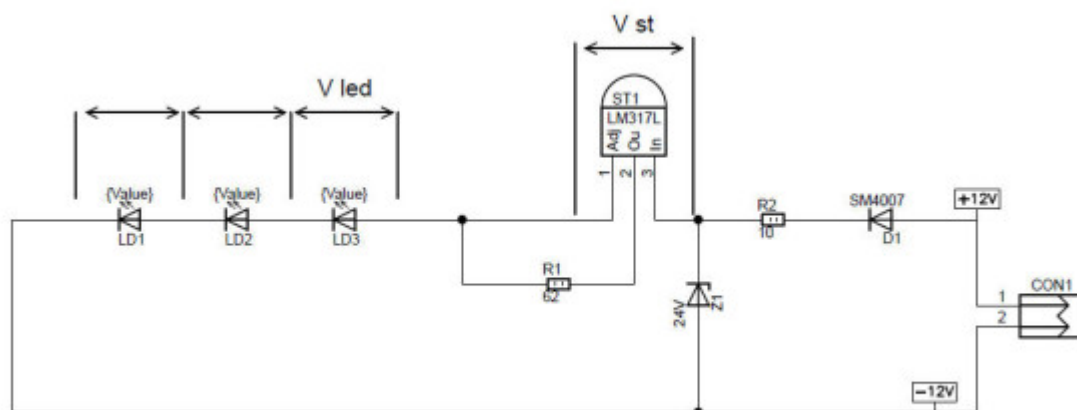 V st
V led
ST1
LM317L
Adj
Ou
In
1
2
3
{Value}
{Value}
{Value}
LD1
LD2
LD3
R1
62
R2
10
SM4007
D1
+12V
24V
Z1
CON1
1
2
−12V